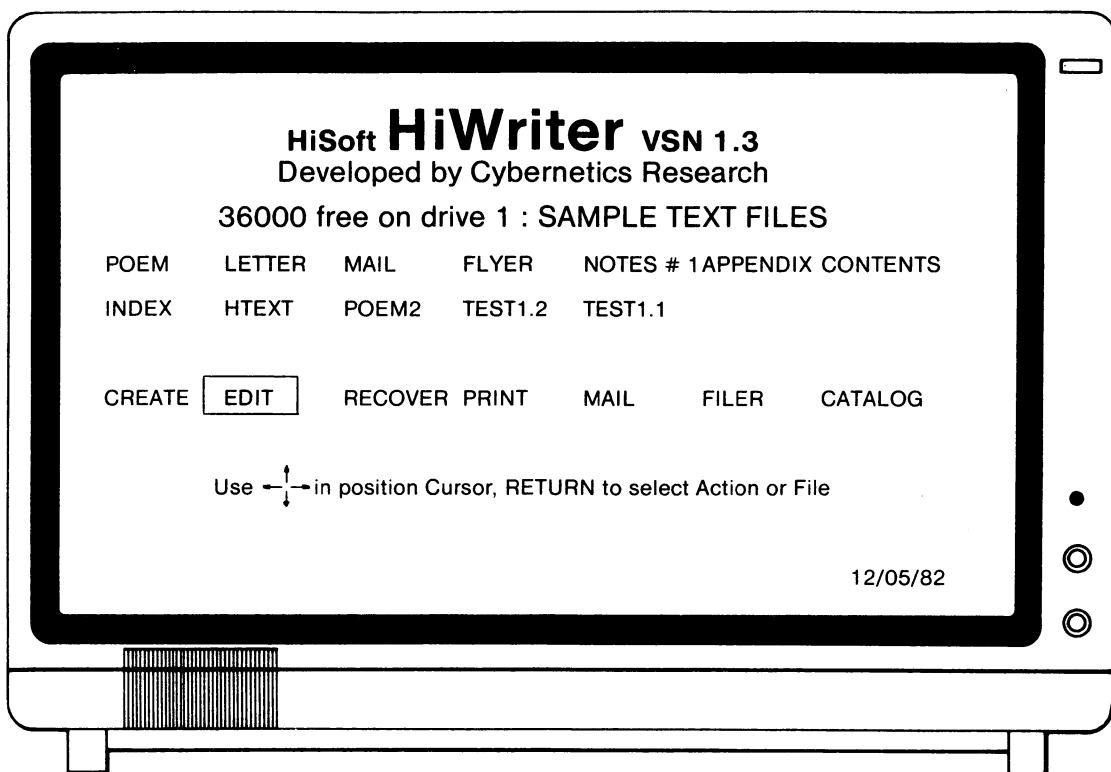 HiSoft HiWriter VSN 1.3
Developed by Cybernetics Research
36000 free on drive 1 : SAMPLE TEXT FILES
POEM LETTER MAIL FLYER NOTES # 1 APPENDIX CONTENTS
INDEX HTEXT POEM2 TEST1.2 TEST1.1
CREATE EDIT RECOVER PRINT MAIL FILER CATALOG
Use in position Cursor, RETURN to select Action or File
12/05/82